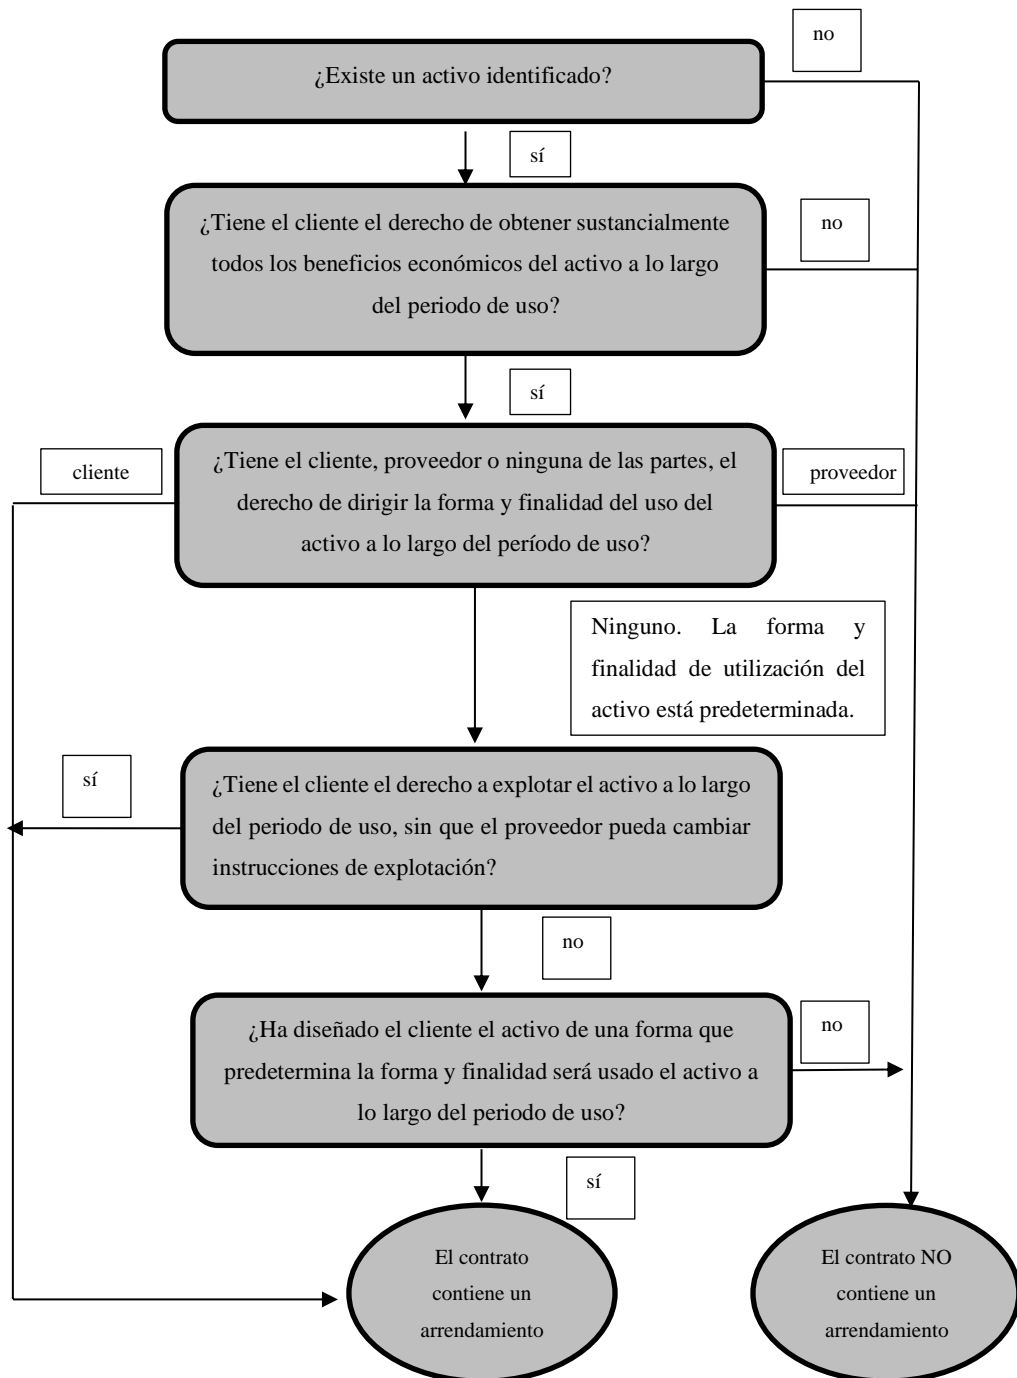 no
¿Existe un activo identificado?
sí
¿Tiene el cliente el derecho de obtener sustancialmente
todos los beneficios económicos del activo a lo largo
del periodo de uso?
no
sí
cliente
¿Tiene el cliente, proveedor o ninguna de las partes, el
derecho de dirigir la forma y finalidad del uso del
activo a lo largo del período de uso?
proveedor
Ninguno. La forma y
finalidad de utilización del
activo está predeterminada.
sí
¿Tiene el cliente el derecho a explotar el activo a lo largo
del periodo de uso, sin que el proveedor pueda cambiar
instrucciones de explotación?
no
¿Ha diseñado el cliente el activo de una forma que
predetermina la forma y finalidad será usado el activo a
lo largo del periodo de uso?
no
sí
El contrato
contiene un
arrendamiento
El contrato NO
contiene un
arrendamiento